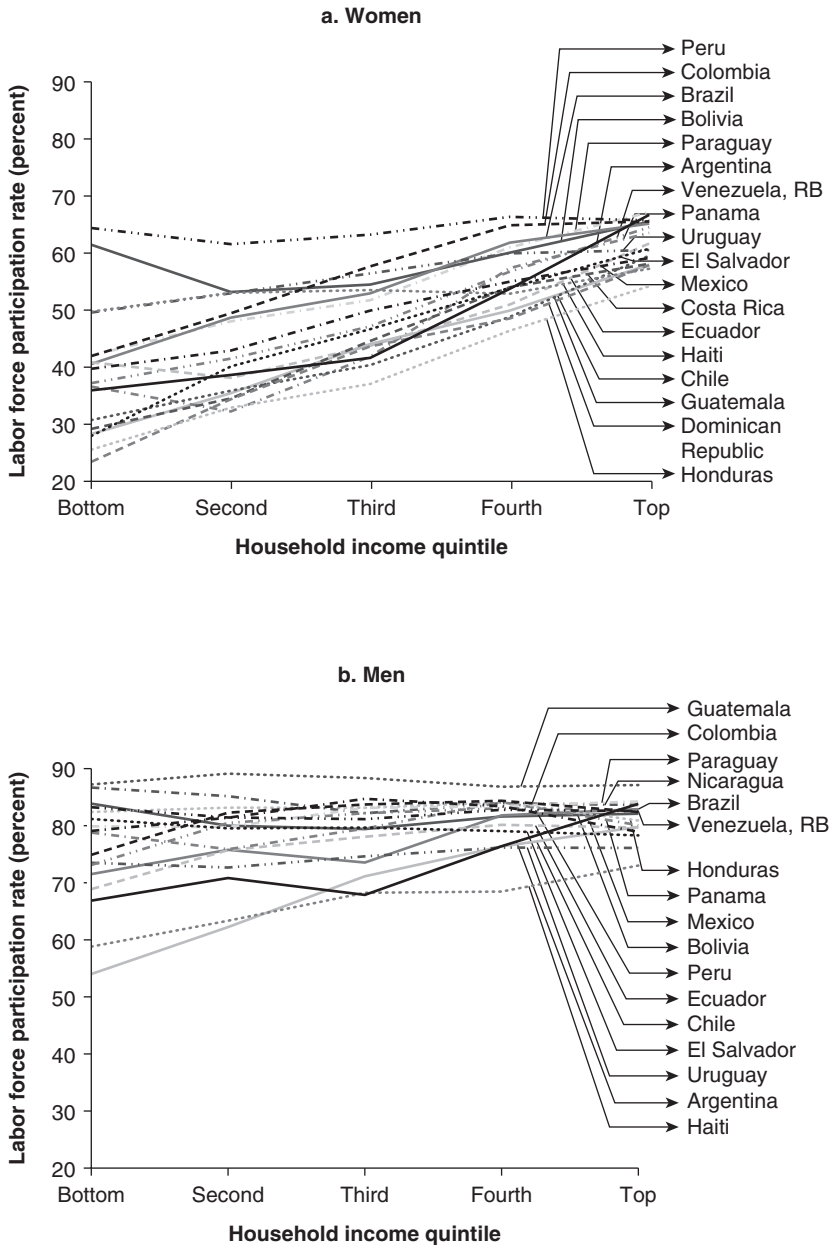 a. Women
Labor force participation rate (percent)
90
80
70
60
50
40
30
20
Bottom Second Third Fourth Top
Household income quintile
Peru
Colombia
Brazil
Bolivia
Paraguay
Argentina
Venezuela, RB
Panama
Uruguay
El Salvador
Mexico
Costa Rica
Ecuador
Haiti
Chile
Guatemala
Dominican
Republic
Honduras
b. Men
Labor force participation rate (percent)
90
80
70
60
50
40
30
20
Bottom Second Third Fourth Top
Household income quintile
Guatemala
Colombia
Paraguay
Nicaragua
Brazil
Venezuela, RB
Honduras
Panama
Mexico
Bolivia
Peru
Ecuador
Chile
El Salvador
Uruguay
Argentina
Haiti